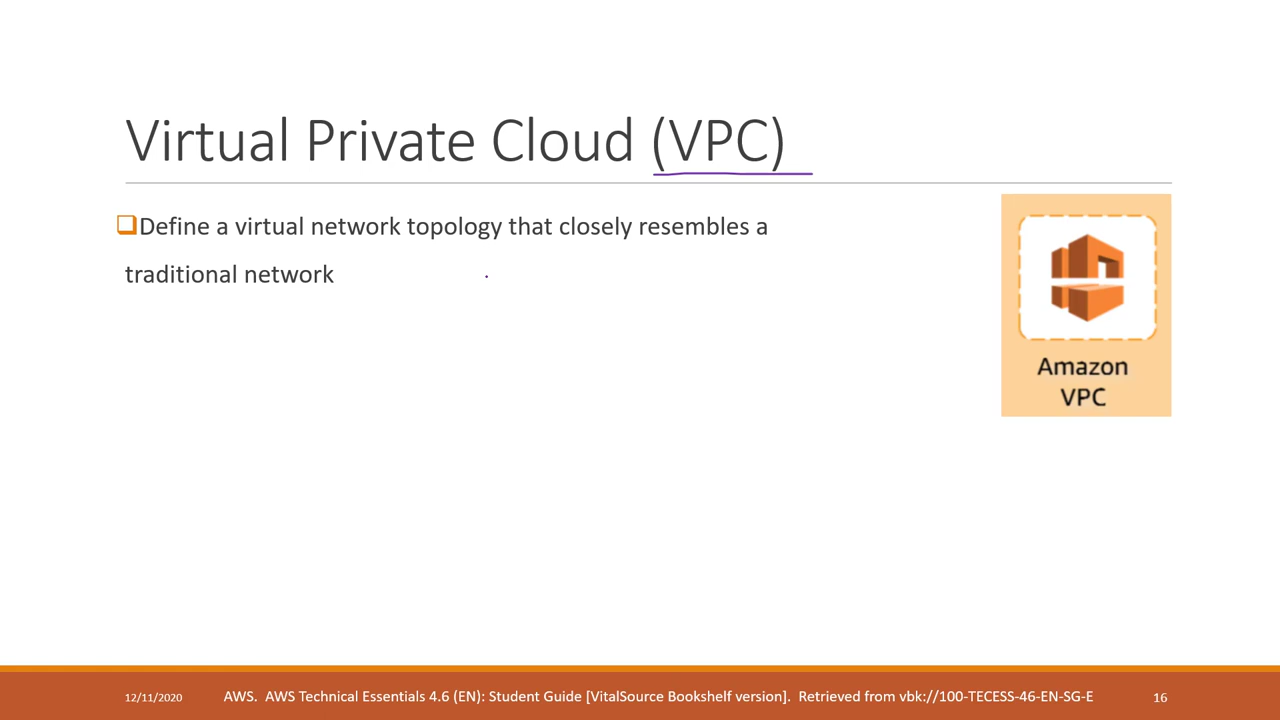 Virtual Private Cloud (VPC)
Define a virtual network topology that closely resembles a
traditional network
Amazon
VPC
12/11/2020 AWS. AWS Technical Essentials 4.6 (EN): Student Guide [VitalSource Bookshelf version]. Retrieved from vbk://100-TECESS-46-EN-SG-E 16